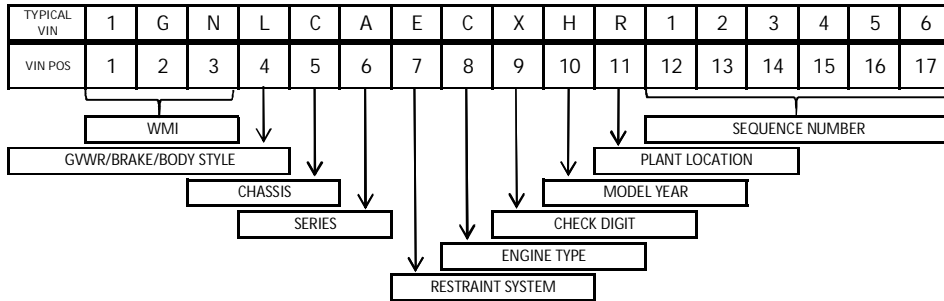 TYPICAL VIN 1 G N L C A E C X H R 1 2 3 4 5 6
VIN POS 1 2 3 4 5 6 7 8 9 10 11 12 13 14 15 16 17
WMI SEQUENCE NUMBER
GVWR/BRAKE/BODY STYLE PLANT LOCATION
CHASSIS MODEL YEAR
SERIES CHECK DIGIT
ENGINE TYPE
RESTRAINT SYSTEM